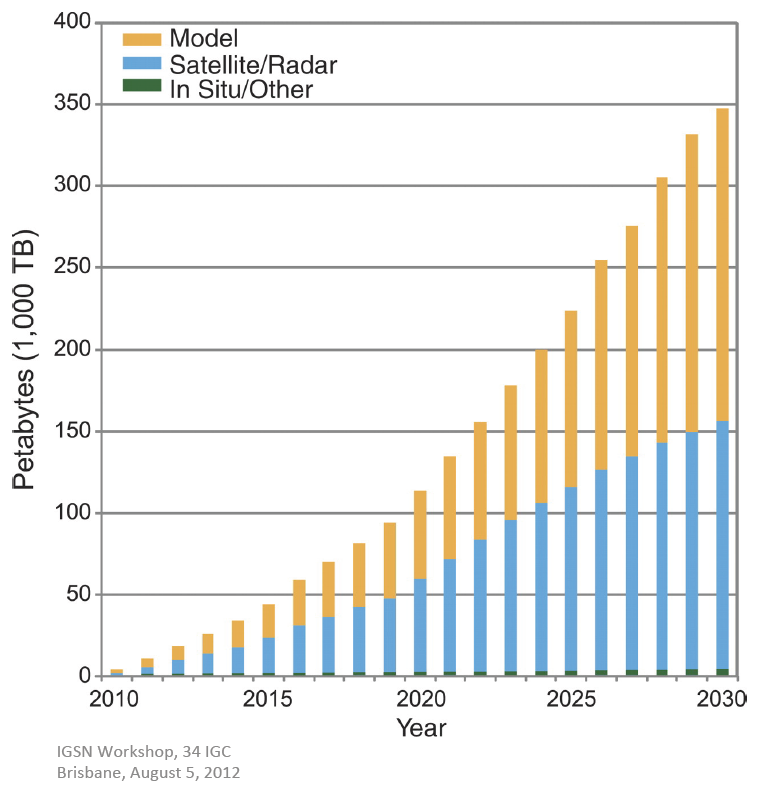 400
350
300
250
200
150
100
50
0
Model
Satellite/Radar
In Situ/Other
Petabytes (1,000 TB)
2010 2015 2020 2025 2030
Year
IGSN Workshop, 34 IGC
Brisbane, August 5, 2012